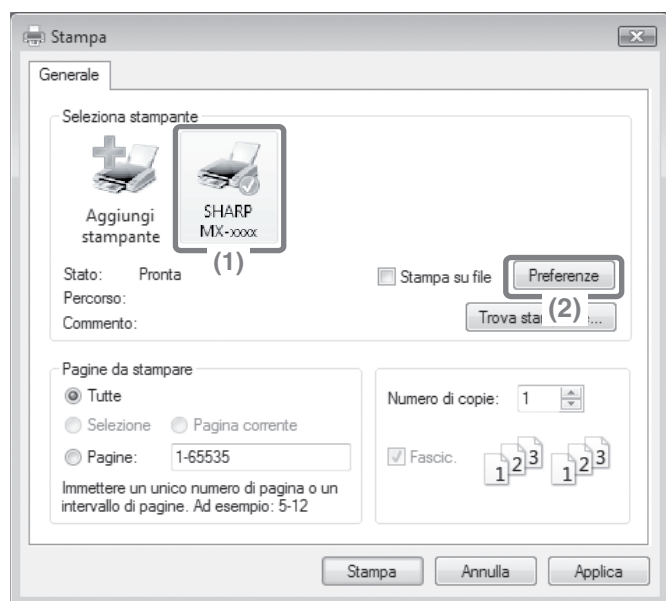 Stampa
Generale
Seleziona stampante
Aggiungi
stampante
SHARP
MX-xxxx
(1)
Stato: Pronta
Stampa su file
Preferenze
(2)
Percorso:
Commento:
Trova sta ...
Pagine da stampare
Tutte
Selezione
Pagina corrente
Pagine: 1-65535
Immettere un unico numero di pagina o un
intervallo di pagine. Ad esempio: 5-12
Numero di copie: 1
Fascic.
1 2 3 1 2 3
Stampa Annulla Applica